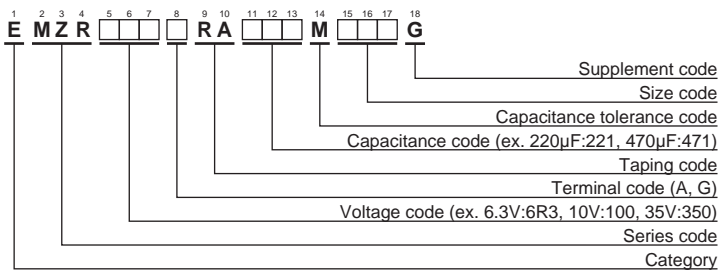 1 2 3 4 5 6 7 8 9 10 11 12 13 14 15 16 17 18
E M Z R □□□ □ R A □□□ M □□□ G
Supplement code
Size code
Capacitance tolerance code
Capacitance code (ex. 220µF:221, 470µF:471)
Taping code
Terminal code (A, G)
Voltage code (ex. 6.3V:6R3, 10V:100, 35V:350)
Series code
Category